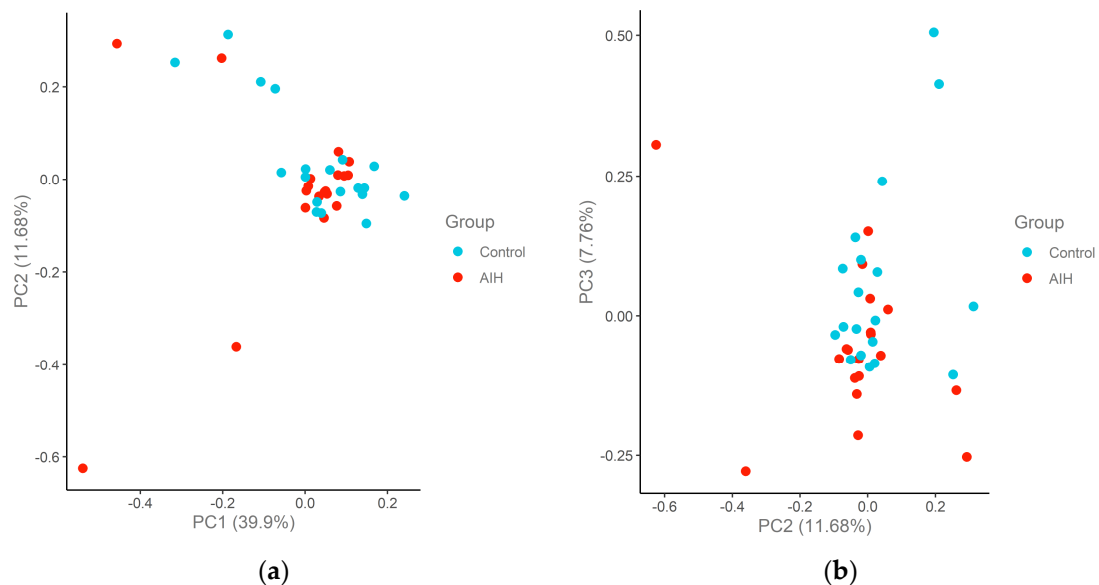 0.2
0.0
-0.2
-0.4
-0.6
PC2 (11.68%)
-0.4
-0.2
0.0
0.2
PC1 (39.9%)
Group
Control
AIH
(a)
0.50
0.25
0.00
-0.25
PC3 (7.76%)
-0.6
-0.4
-0.2
0.0
0.2
PC2 (11.68%)
Group
Control
AIH
(b)